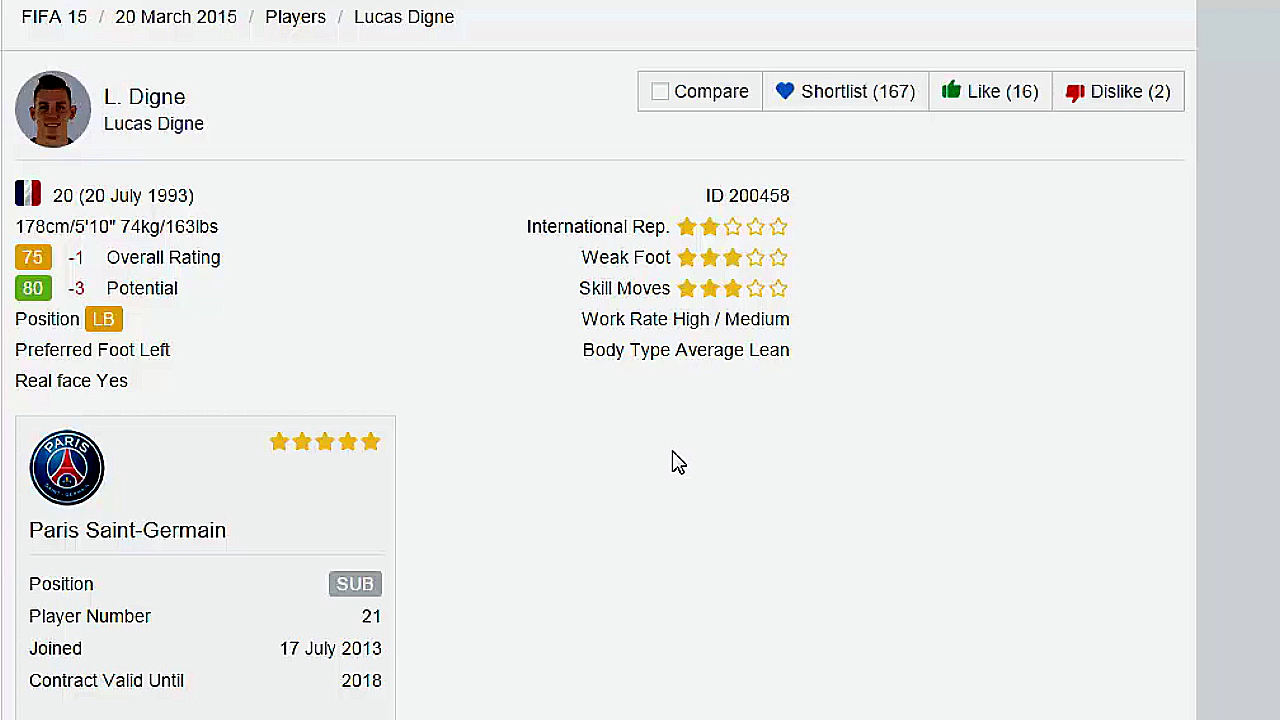 FIFA 15 / 20 March 2015 / Players / Lucas Digne
L. Digne
Lucas Digne
Compare
Shortlist (167)
Like (16)
Dislike (2)
20 (20 July 1993)
178cm/5'10" 74kg/163lbs
75 -1 Overall Rating
80 -3 Potential
Position LB
Preferred Foot Left
Real face Yes
ID 200458
International Rep.
Weak Foot
Skill Moves
Work Rate High / Medium
Body Type Average Lean
PARIS
SAINT-GERMAIN
Paris Saint-Germain
Position SUB
Player Number 21
Joined 17 July 2013
Contract Valid Until 2018